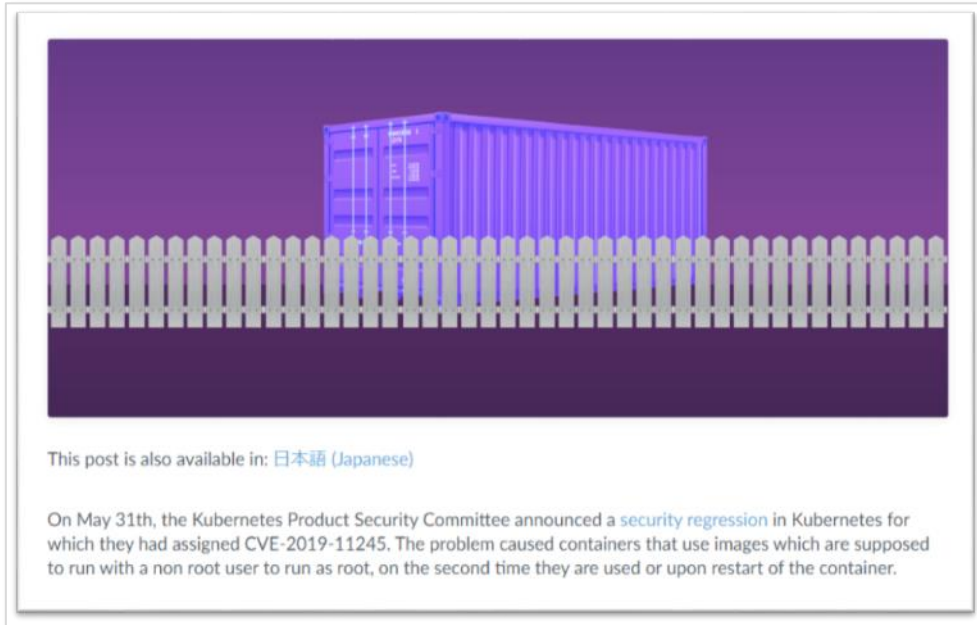 This post is also available in: 日本語 (Japanese)
On May 31th, the Kubernetes Product Security Committee announced a security regression in Kubernetes for
which they had assigned CVE-2019-11245. The problem caused containers that use images which are supposed
to run with a non root user to run as root, on the second time they are used or upon restart of the container.